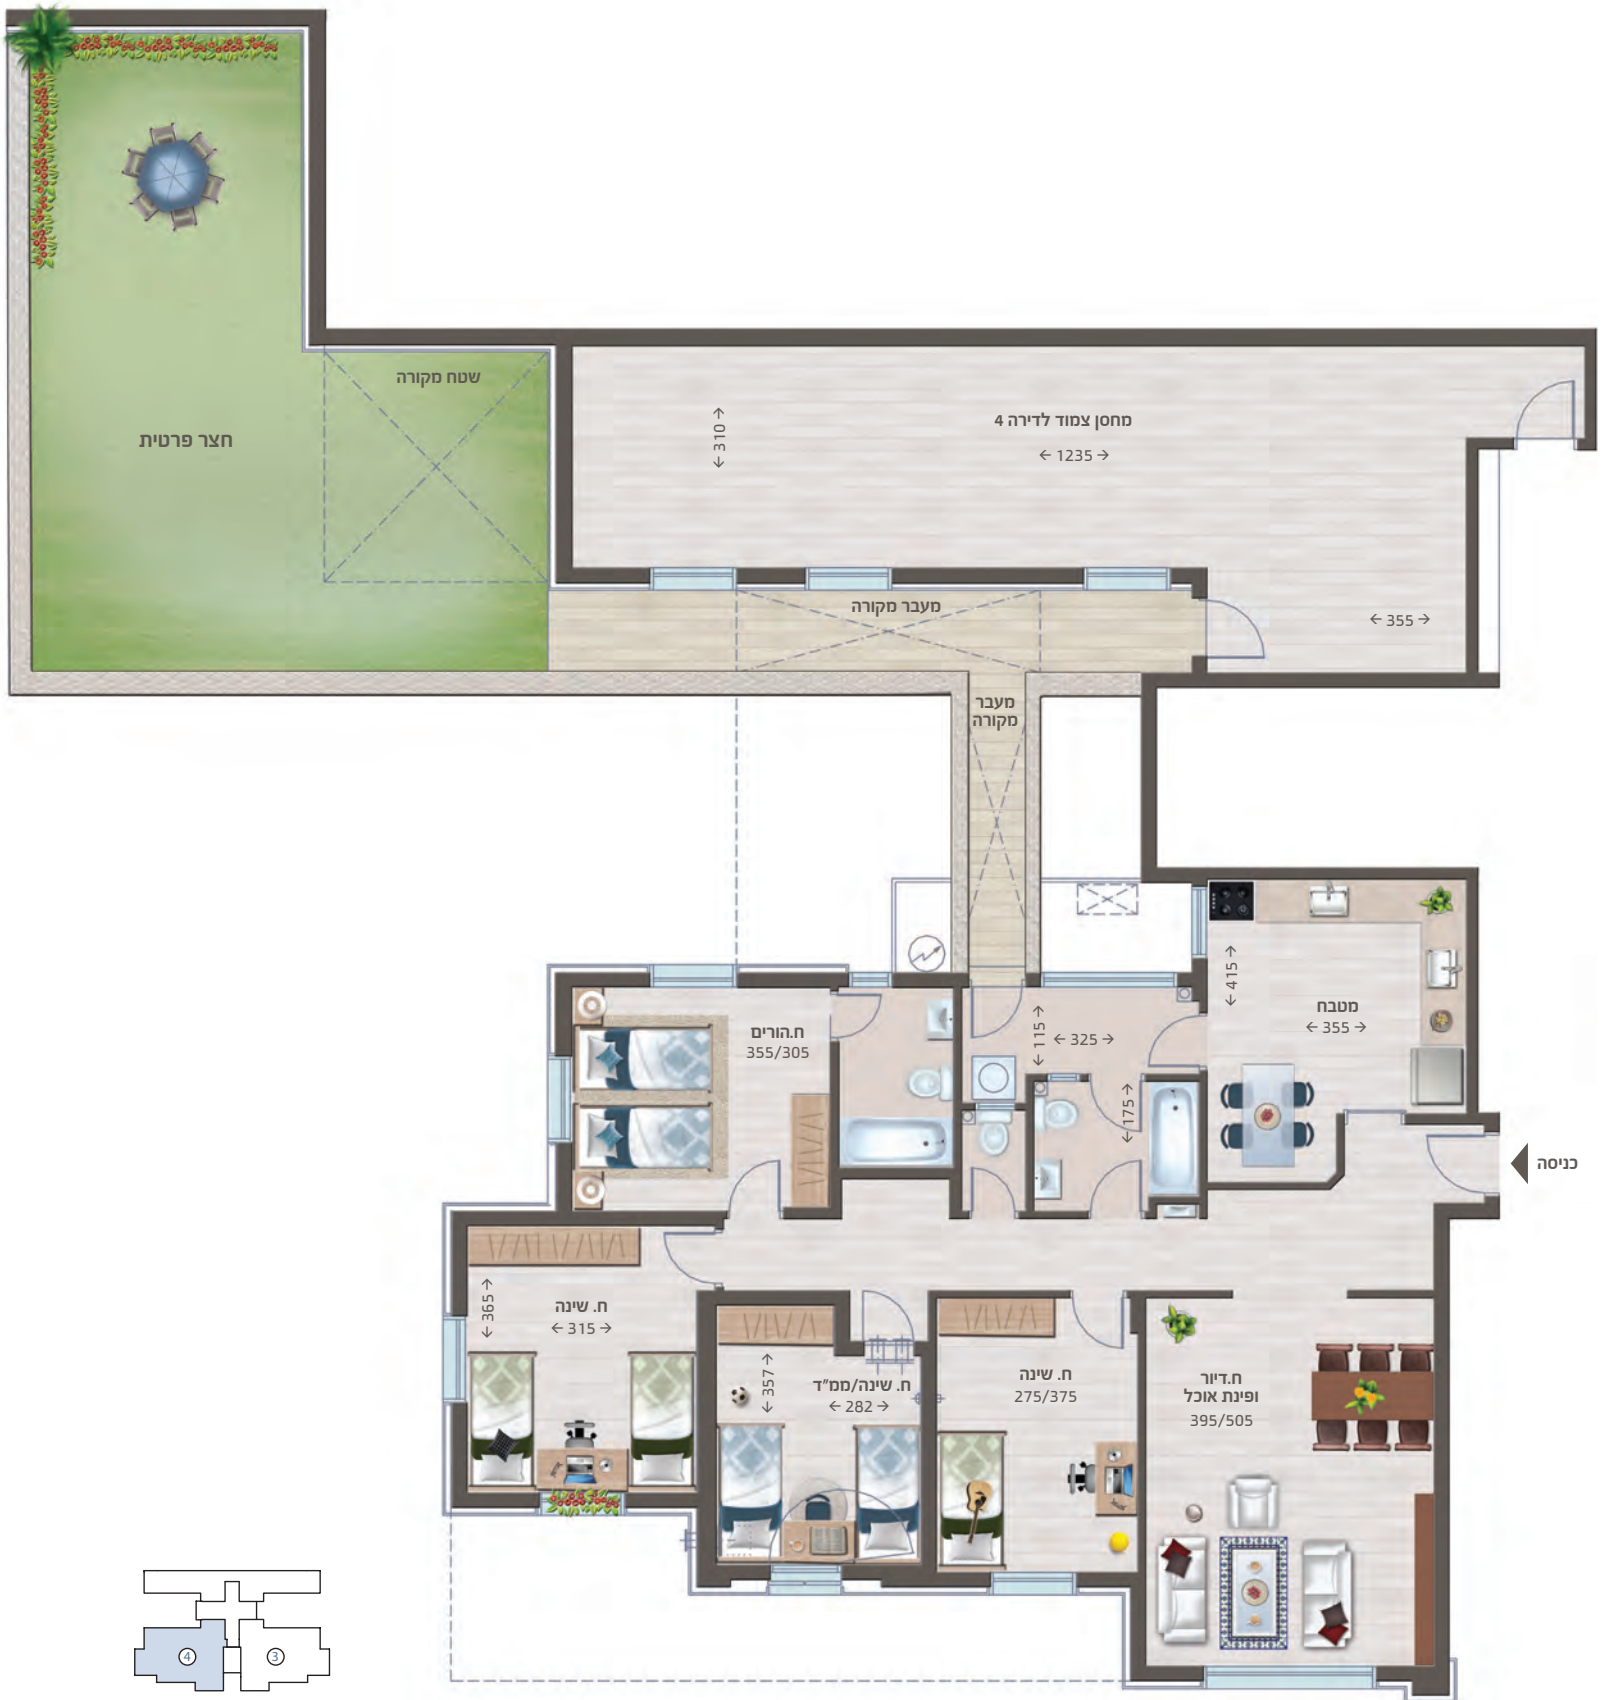 שטח מקורה
חצר פרטית
310
מחסן צמוד לדירה 4
1235
מעבר מקורה
355
מעבר
מקורה
415
מטבח
355
ח.הורים
355/305
115
325
175
כניסה
365
ח. שינה
315
357
ח. שינה/ממ"ד
282
ח. שינה
275/375
ח.דיור
ופינת אוכל
395/505
4
3